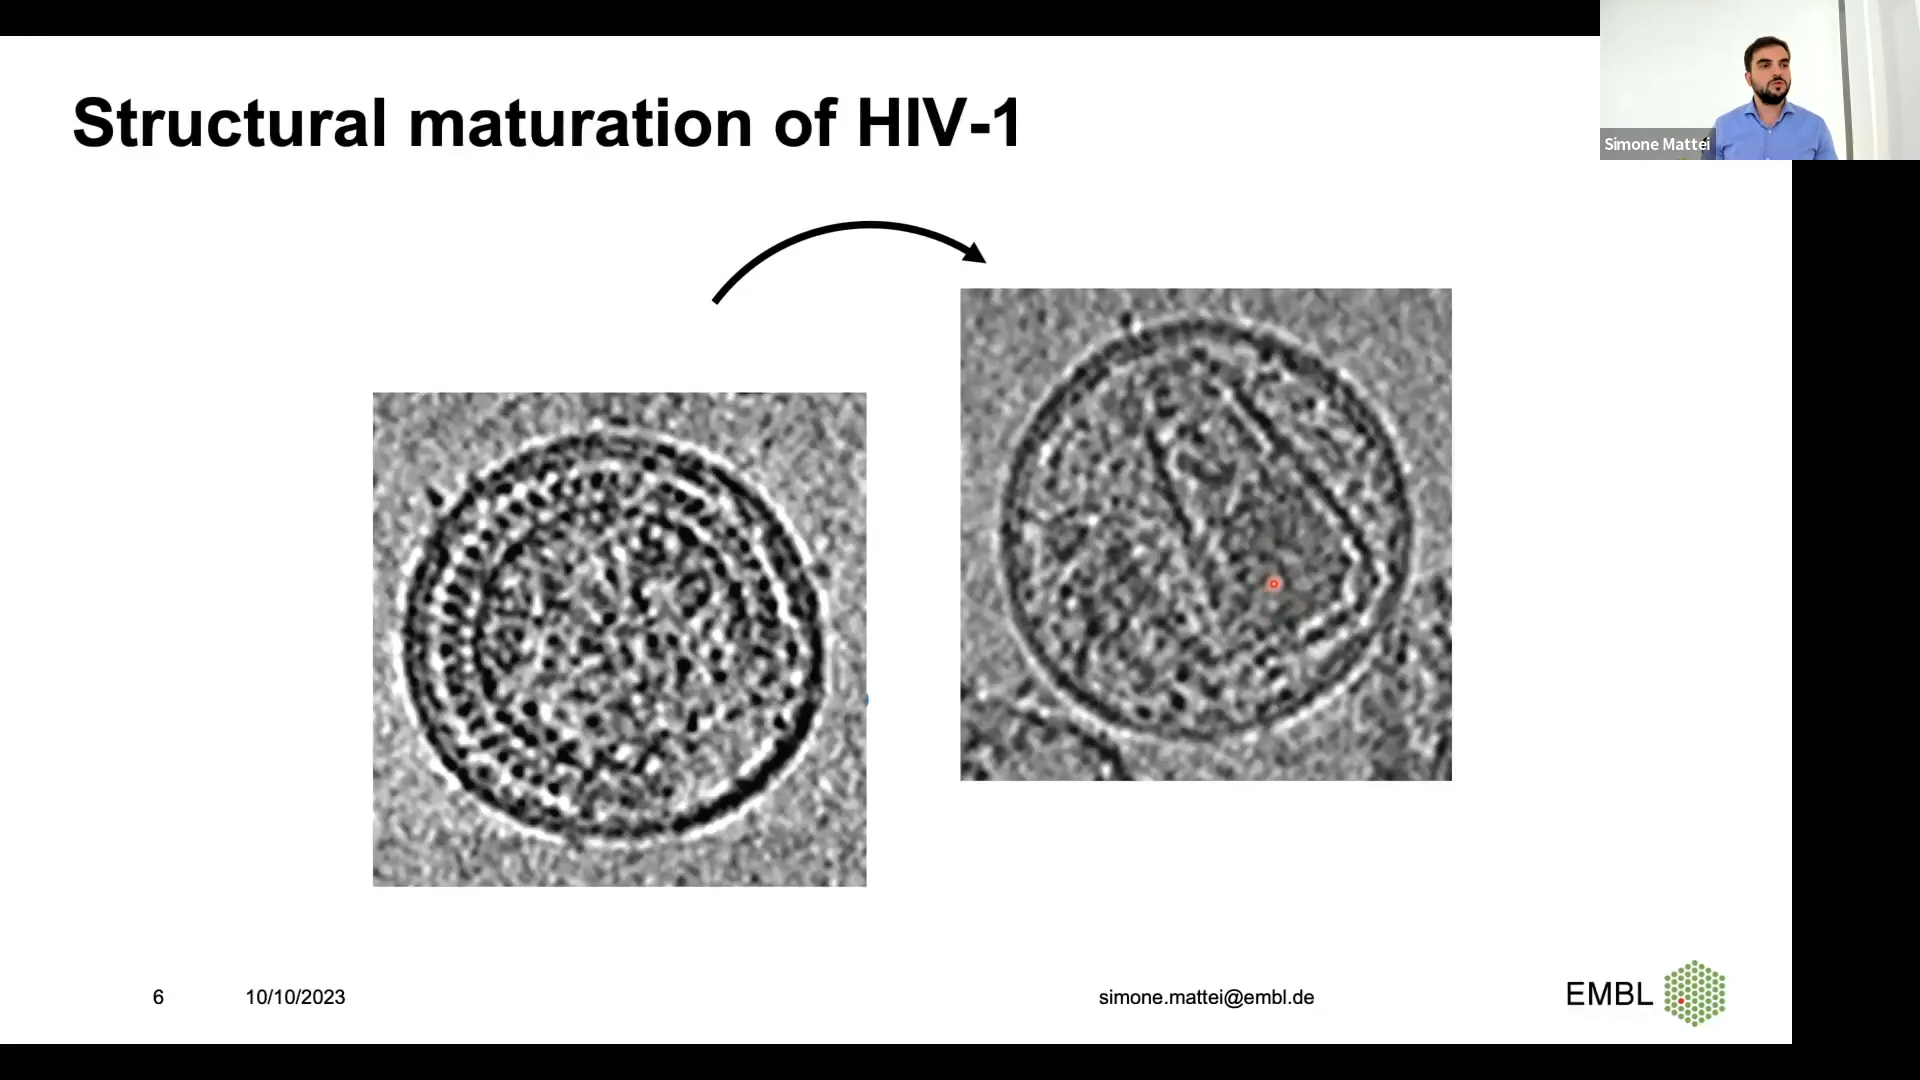 Structural maturation of HIV-1
Simone Mattei
6
10/10/2023
simone.mattei@embl.de
EMBL